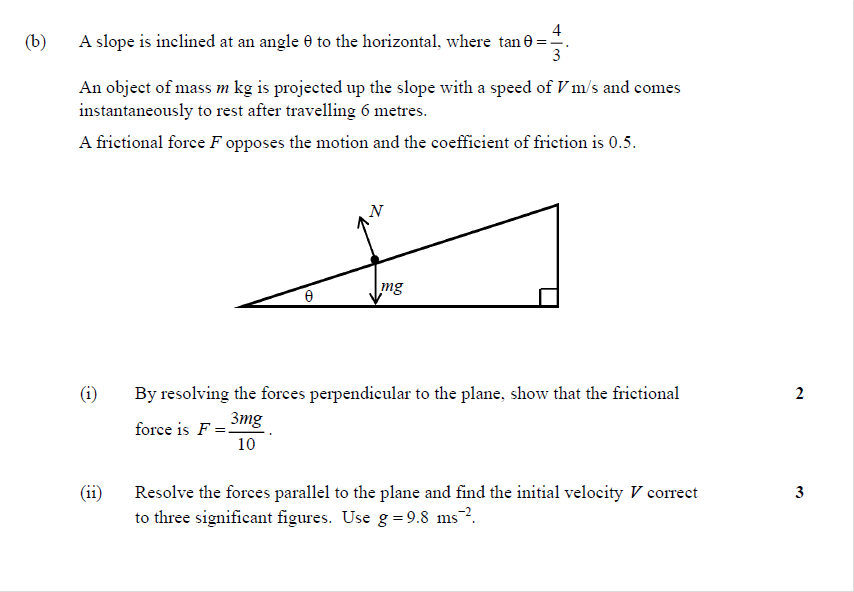 (b) A slope is inclined at an angle θ to the horizontal, where tan θ = 4/3.
An object of mass m kg is projected up the slope with a speed of V m/s and comes
instantaneously to rest after travelling 6 metres.
A frictional force F opposes the motion and the coefficient of friction is 0.5.
N
mg
θ
(i) By resolving the forces perpendicular to the plane, show that the frictional 2
force is F = 3mg/10.
(ii) Resolve the forces parallel to the plane and find the initial velocity V correct 3
to three significant figures. Use g = 9.8 ms⁻².